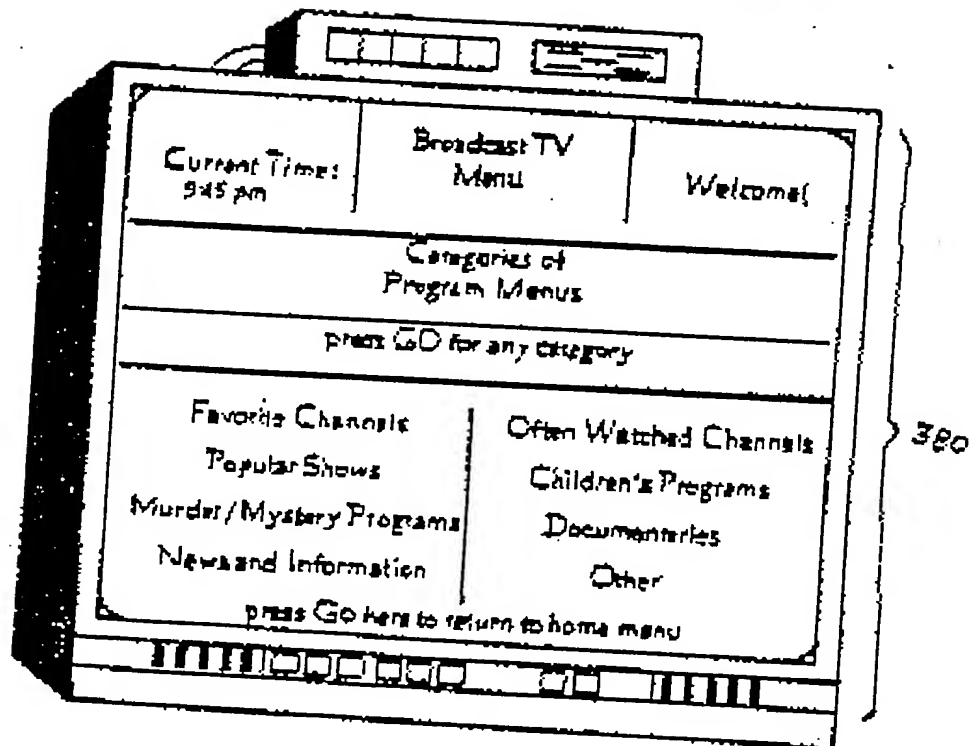 Current Time:
9:45 pm
Broadcast TV
Menu
Welcome!
Categories of
Program Menus
press GO for any category
Favorite Channels
Popular Shows
Murder/Mystery Programs
News and Information
Often Watched Channels
Children's Programs
Documentaries
Other
press Go here to return to home menu
380